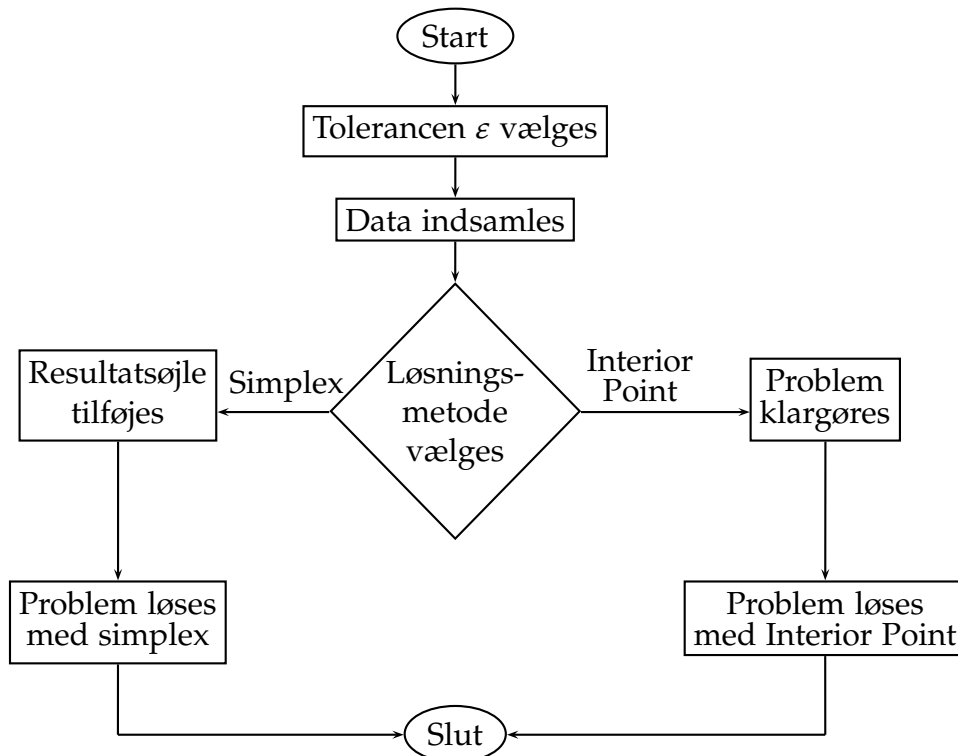 Start
Tolancen ε vælges
Data indsamles
Løsnings-
metode
vælges
Simplex
Interior
Point
Resultatsøjle
tilføjes
Problem
klargøres
Problem løses
med simplex
Problem løses
med Interior Point
Slut